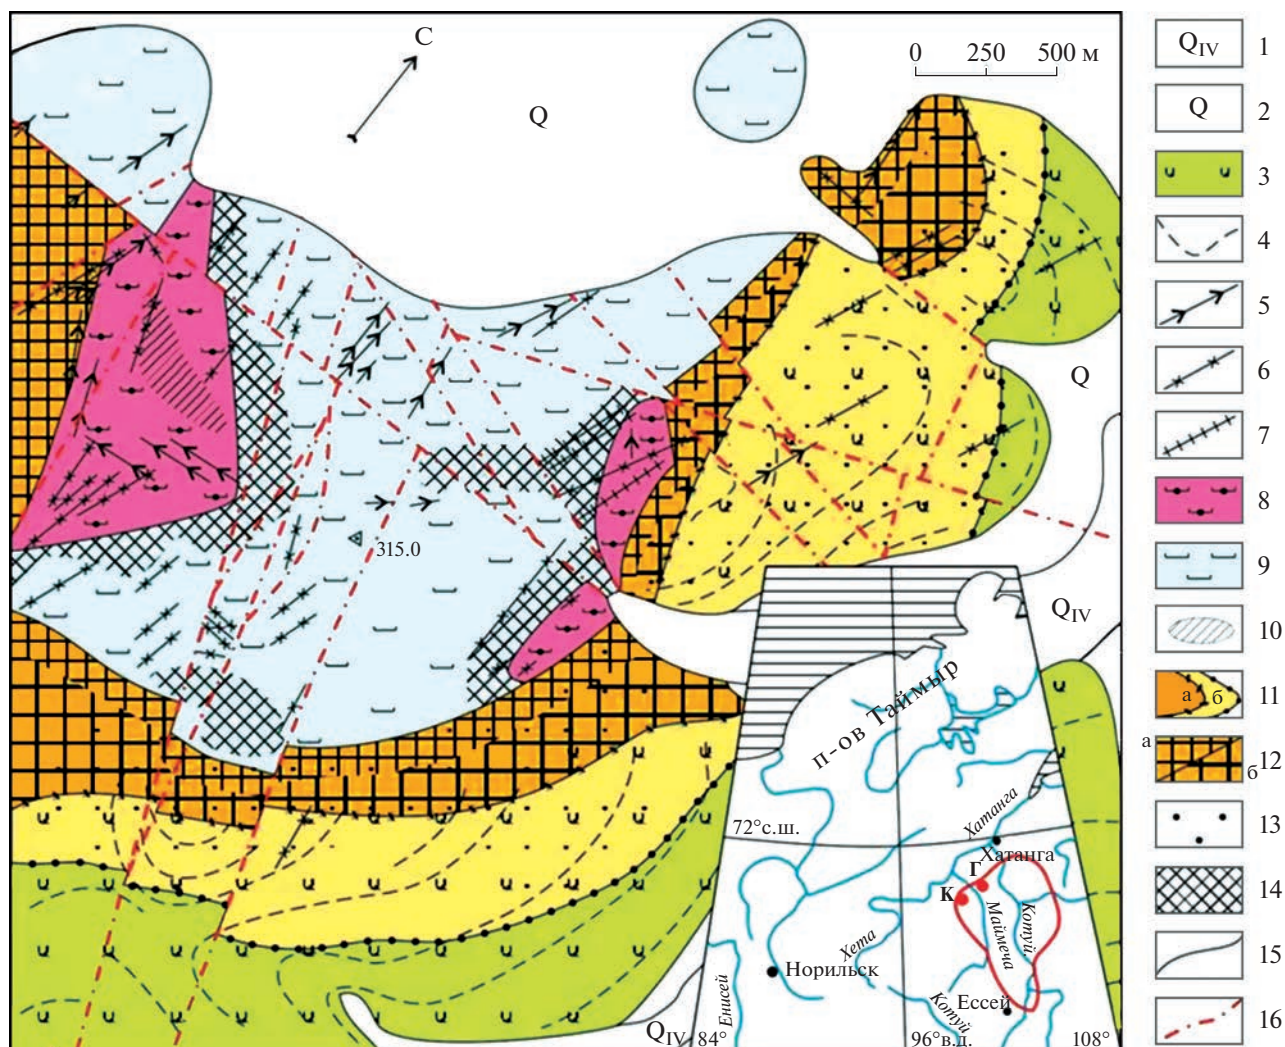 С
0 250 500 м
Q
Q
315.0
Q_IV
Q_IV
п-ов Таймыр
Хатанга
72°с.ш.
Хатанга
Г
К
Маймеча
Котуй
Хета
Норильск
Ессей
Котуй
Енисей
84°
96°в.д.
108°
Q_IV 1
Q 2
3
4
5
6
7
8
9
10
а б 11
а б 12
13
14
15
16